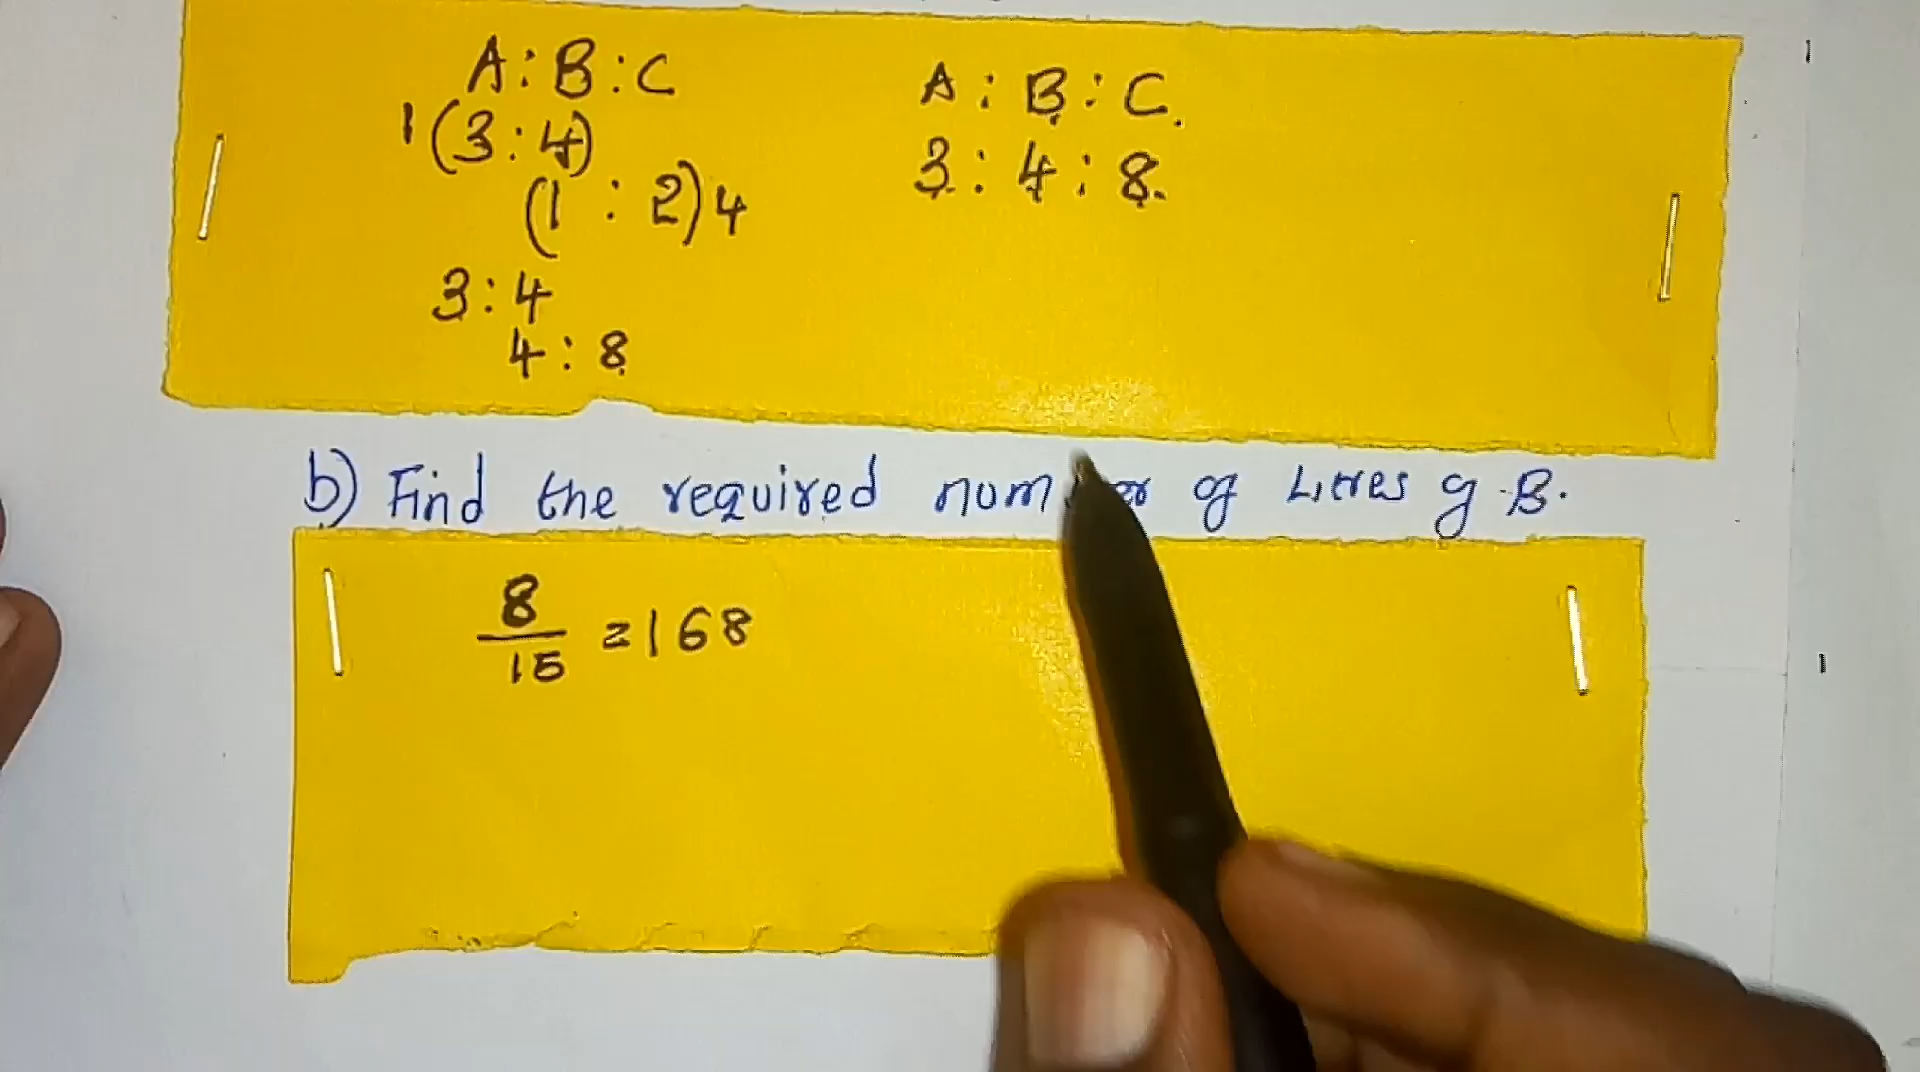 A : B : C
1(3 : 4)
(1 : 2)4
3 : 4
4 : 8
A : B : C.
3 : 4 : 8.
b) Find the required of Litres of B.
8
15 = 168